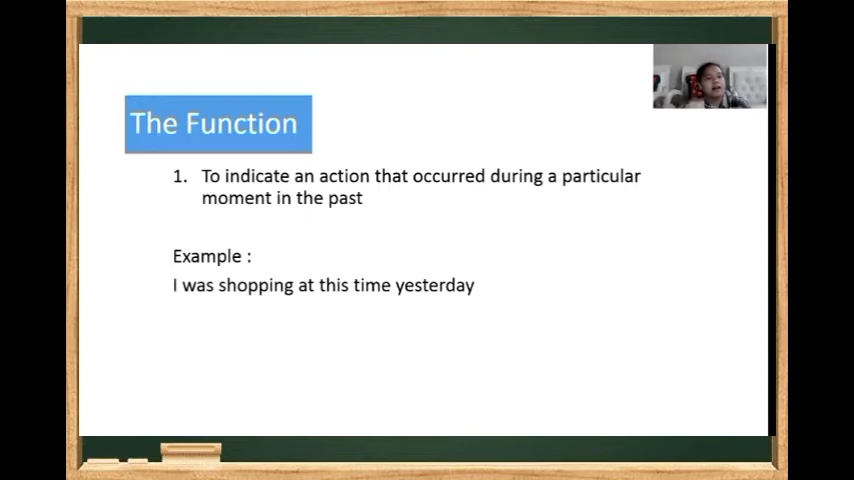 The Function
1. To indicate an action that occurred during a particular
moment in the past
Example :
I was shopping at this time yesterday